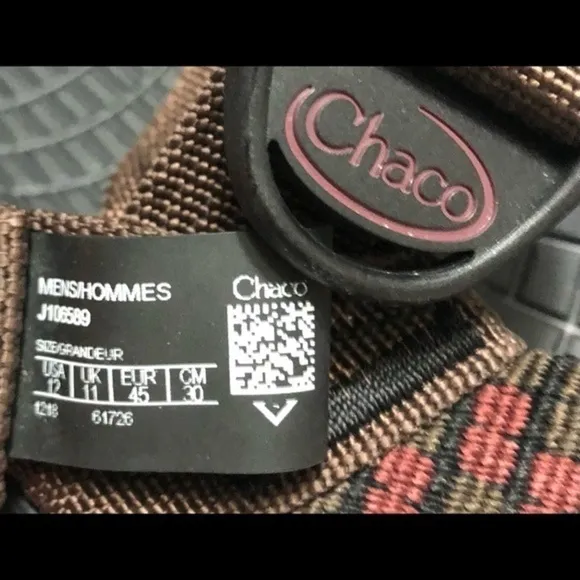 Chaco
MENS/HOMMES
Chaco
J106589
SIZE/GRANDEUR
USA UK EUR CM
12 11 45 30
1218 61726